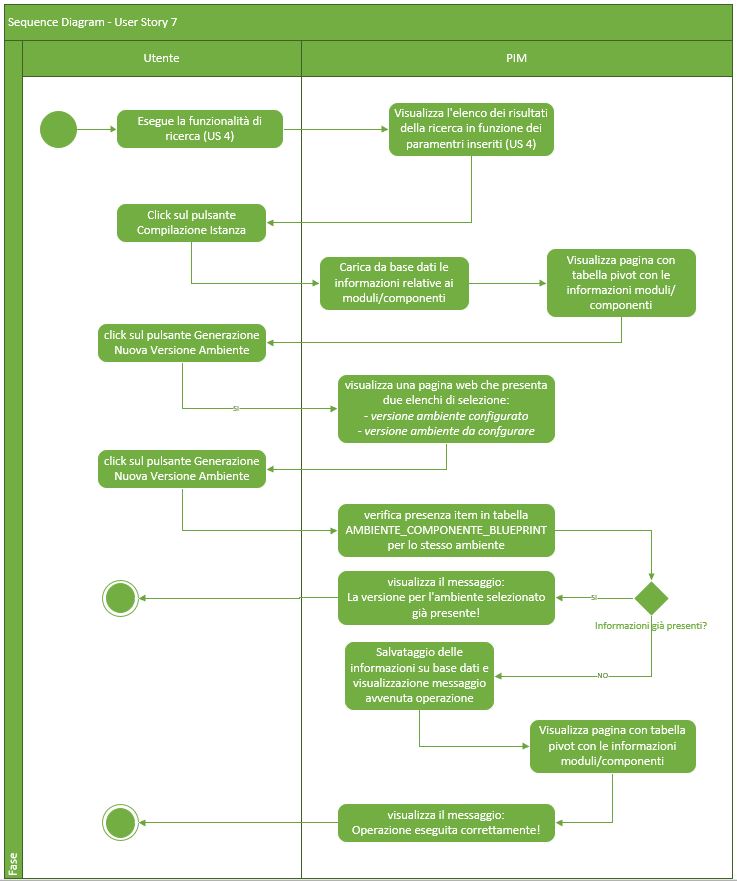 Sequence Diagram - User Story 7
Utente
PIM
Esegue la funzionalità di
ricerca (US 4)
Visualizza l'elenco dei risultati
della ricerca in funzione dei
paramentri inseriti (US 4)
Click sul pulsante
Compilazione Istanza
Carica da base dati le
informazioni relative ai
moduli/componenti
Visualizza pagina con
tabella pivot con le
informazioni moduli/
componenti
click sul pulsante Generazione
Nuova Versione Ambiente
SI
visualizza una pagina web che presenta
due elenchi di selezione:
- versione ambiente configurato
- versione ambiente da confgurare
click sul pulsante Generazione
Nuova Versione Ambiente
verifica presenza item in tabella
AMBIENTE_COMPONENTE_BLUEPRINT
per lo stesso ambiente
visualizza il messaggio:
La versione per l'ambiente selezionato
già presente!
SI
Informazioni già presenti?
Salvataggio delle
informazioni su base dati e
visualizzazione messaggio
avvenuta operazione
NO
Visualizza pagina con tabella
pivot con le informazioni
moduli/componenti
visualizza il messaggio:
Operazione eseguita correttamente!
Fase